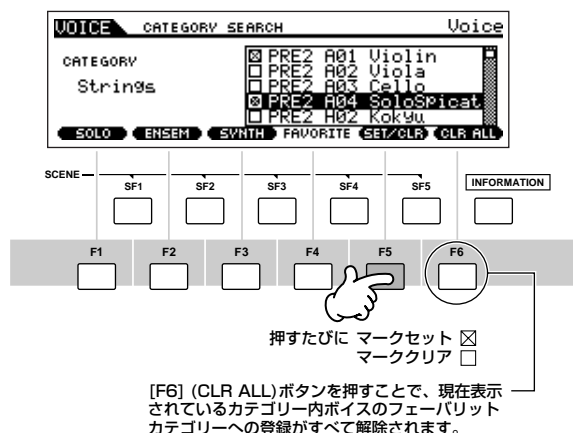 VOICE CATEGORY SEARCH Voice
CATEGORY
Strings
PRE2 A01 Violin
PRE2 A02 Viola
PRE2 A03 Cello
PRE2 A04 SoloSpicat
PRE2 H02 Kokyu
SOLO ENSEM SYNTH FAVORITE SET/CLR CLR ALL
SCENE
SF1 SF2 SF3 SF4 SF5 INFORMATION
F1 F2 F3 F4 F5 F6
押すたびに マークセット ☒
マーククリア □
[F6] (CLR ALL)ボタンを押すことで、現在表示
されているカテゴリー内ボイスのフェーバリット
カテゴリーへの登録がすべて解除されます。